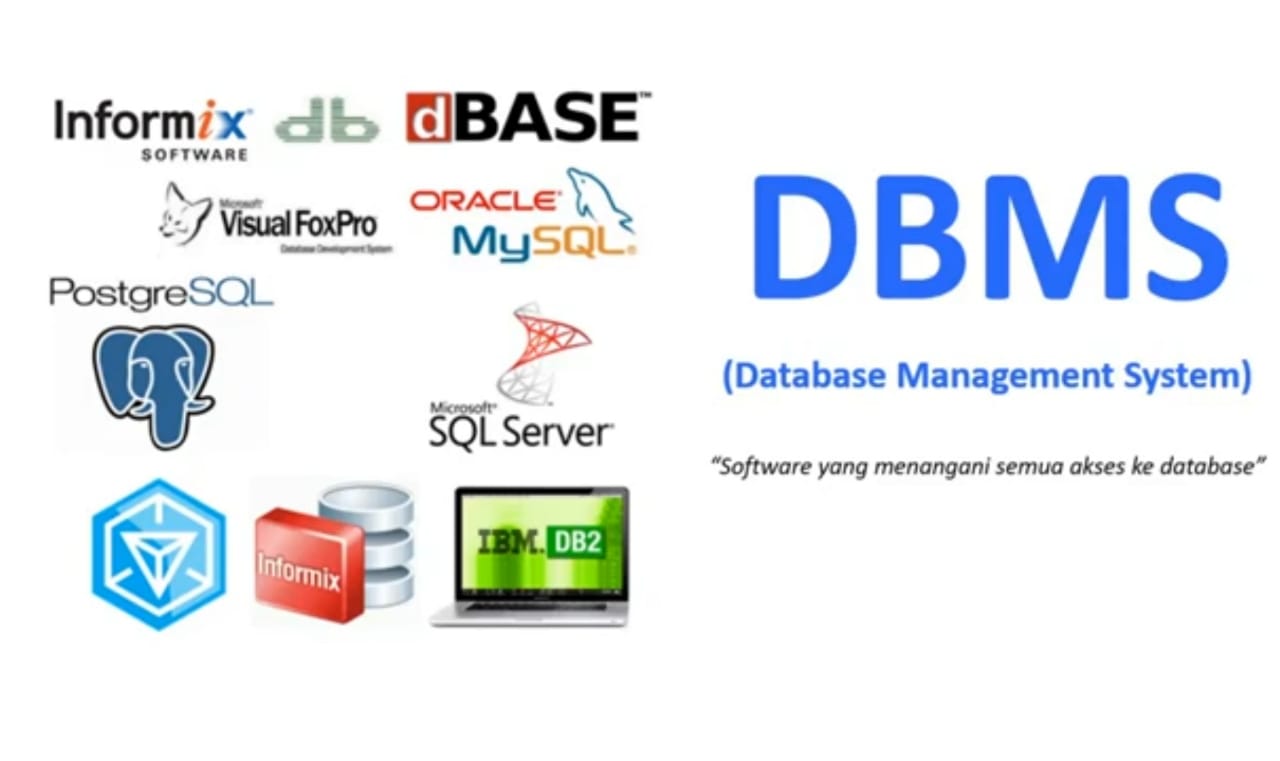 Informix
SOFTWARE
db
dBASE™
Microsoft®
Visual FoxPro
Database Development System
ORACLE®
MySQL®
PostgreSQL
Microsoft®
SQL Server®
Informix
IBM. DB2
DBMS
(Database Management System)
“Software yang menangani semua akses ke database”